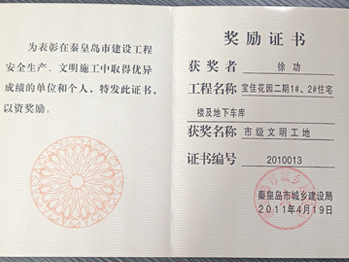 为表彰在秦皇岛市建设工程
安全生产、文明施工中取得优异
成绩的单位和个人，特发此证书，
以资奖励。
奖励证书
获奖者 徐功
工程名称 宝佳花园二期1#、2#住宅
楼及地下车库
获奖名称 市级文明工地
证书编号 2010013
秦皇岛市城乡建设局
2011年4月19日